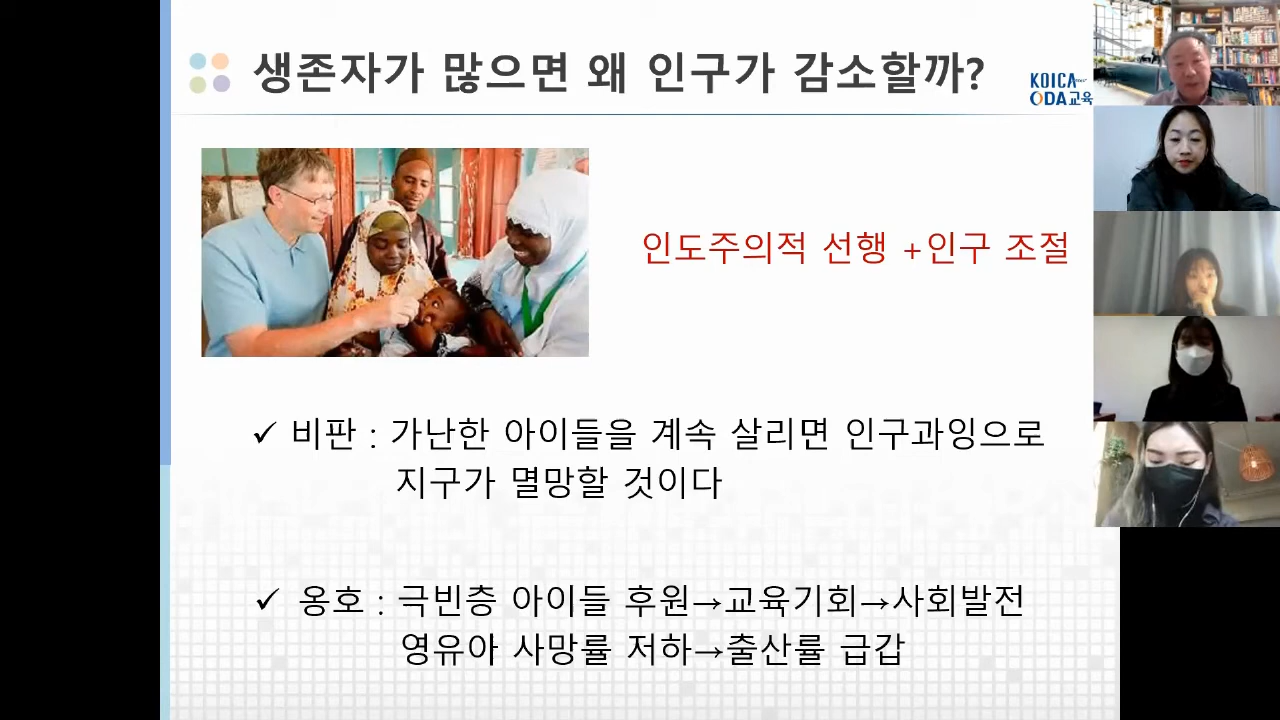 생존자가 많으면 왜 인구가 감소할까?
KOICA
ODA교육
인도주의적 선행 +인구 조절
✓ 비판 : 가난한 아이들을 계속 살리면 인구과잉으로
지구가 멸망할 것이다
✓ 옹호 : 극빈층 아이들 후원→교육기회→사회발전
영유아 사망률 저하→출산률 급갑